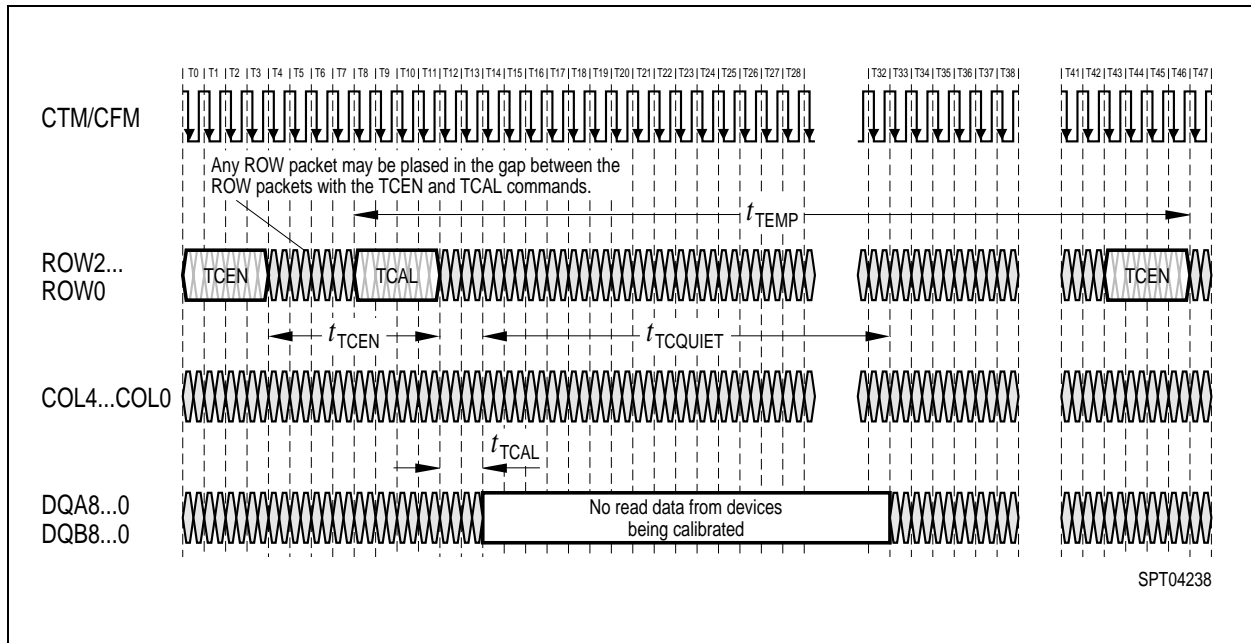 T0 T1 T2 T3 T4 T5 T6 T7 T8 T9 T10 T11 T12 T13 T14 T15 T16 T17 T18 T19 T20 T21 T22 T23 T24 T25 T26 T27 T28 T32 T33 T34 T35 T36 T37 T38 T41 T42 T43 T44 T45 T46 T47
CTM/CFM
Any ROW packet may be plased in the gap between the
ROW packets with the TCEN and TCAL commands.
tTEMP
ROW2...
ROW0
TCEN TCAL TCEN
tTCEN tTCQUIET
COL4...COL0
tTCAL
DQA8...0
DQB8...0
No read data from devices
being calibrated
SPT04238